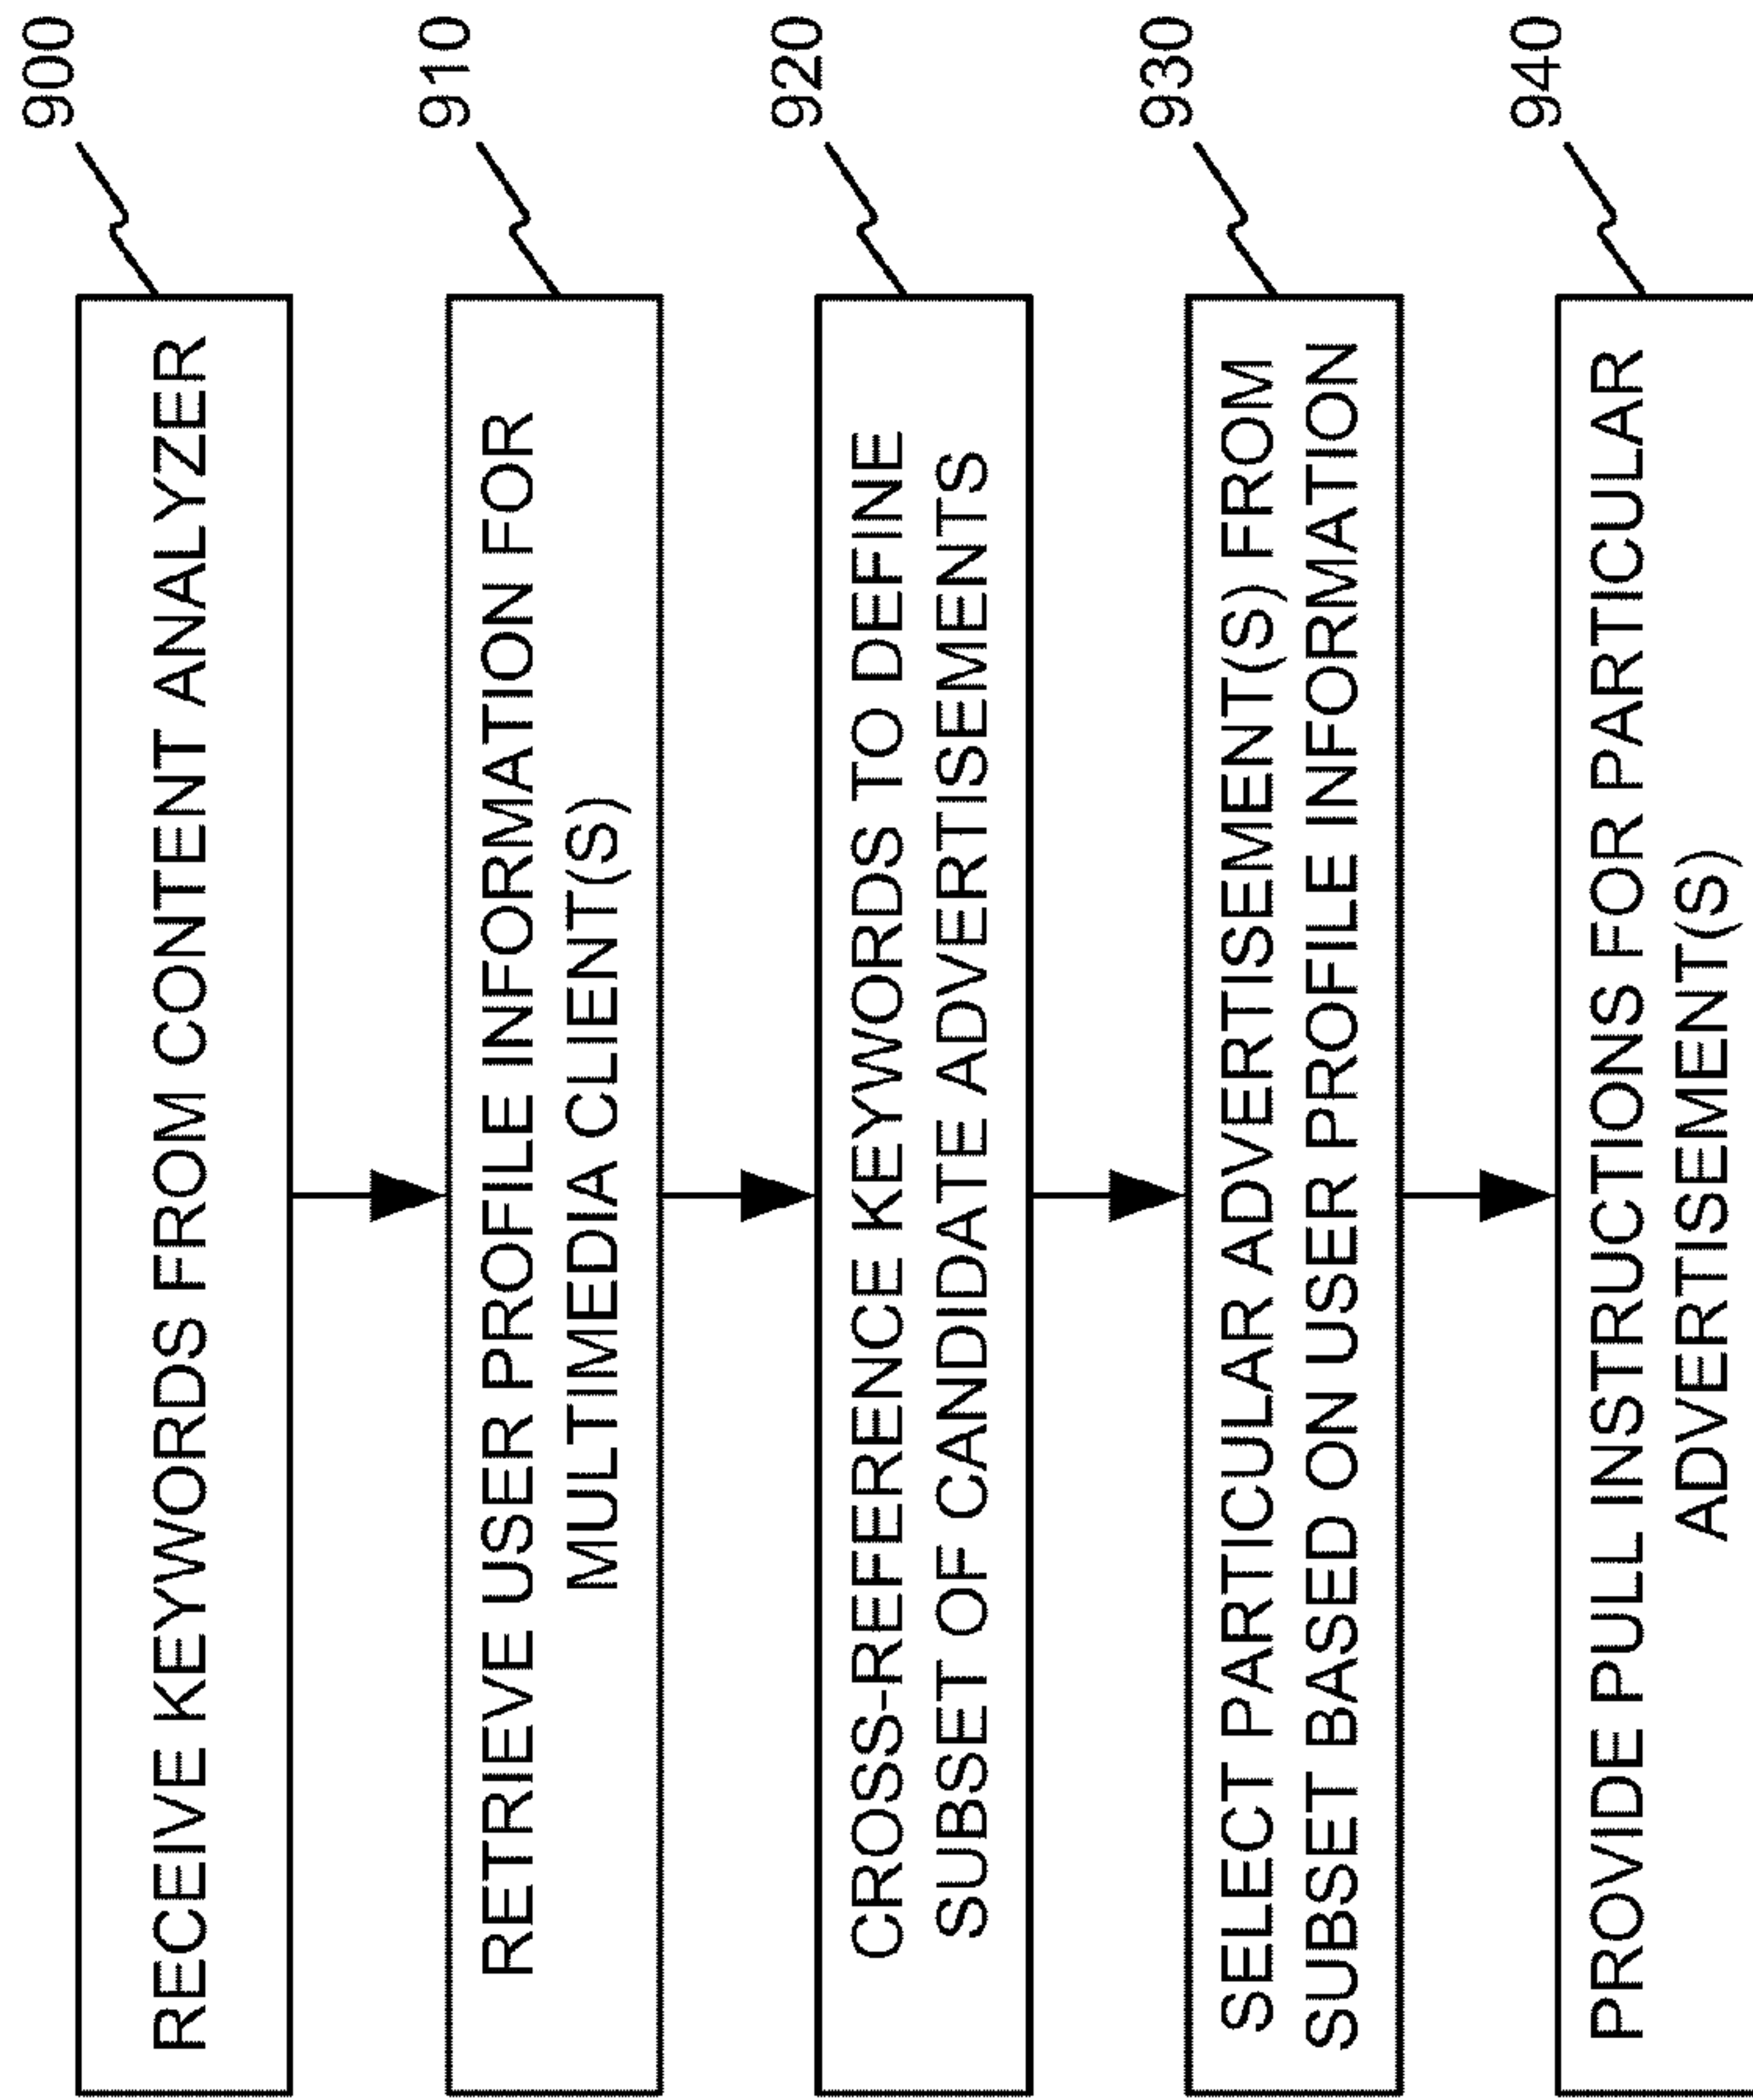 900
RECEIVE KEYWORDS FROM CONTENT ANALYZER
910
RETRIEVE USER PROFILE INFORMATION FOR
MULTIMEDIA CLIENT(S)
920
CROSS-REFERENCE KEYWORDS TO DEFINE
SUBSET OF CANDIDATE ADVERTISEMENTS
930
SELECT PARTICULAR ADVERTISEMENT(S) FROM
SUBSET BASED ON USER PROFILE INFORMATION
940
PROVIDE PULL INSTRUCTIONS FOR PARTICULAR
ADVERTISEMENT(S)